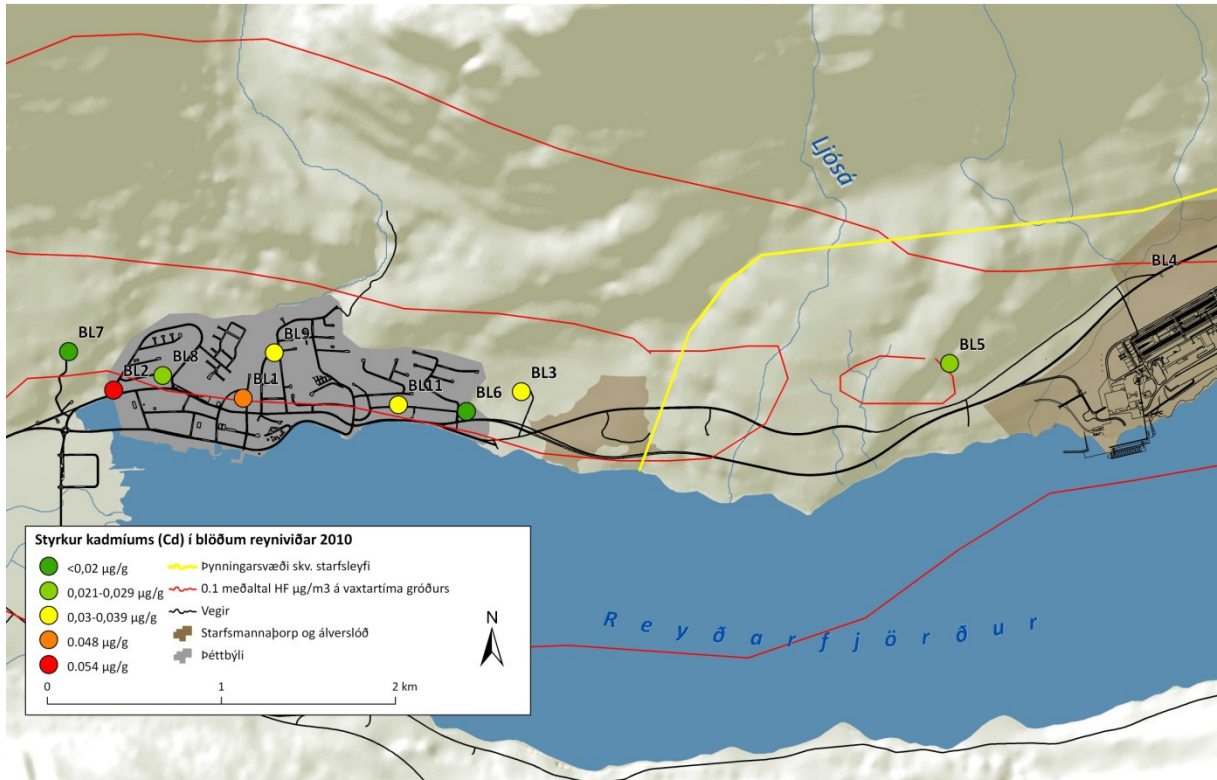 Ljósá
BL4
BL7
BL2
BL8
BL9
BL1
BL11
BL6
BL3
BL5
Styrkur kadmíums (Cd) í blöðum reyniviðar 2010
<0,02 µg/g
0,021-0,029 µg/g
0,03-0,039 µg/g
0.048 µg/g
0.054 µg/g
Þynningarsvæði skv. starfsleyfi
0.1 meðaltal HF µg/m3 á vaxtartíma gróðurs
Vegir
Starfsmannaþorp og álverslóð
Þéttbýli
N
0 1 2 km
Reyðarfjörður